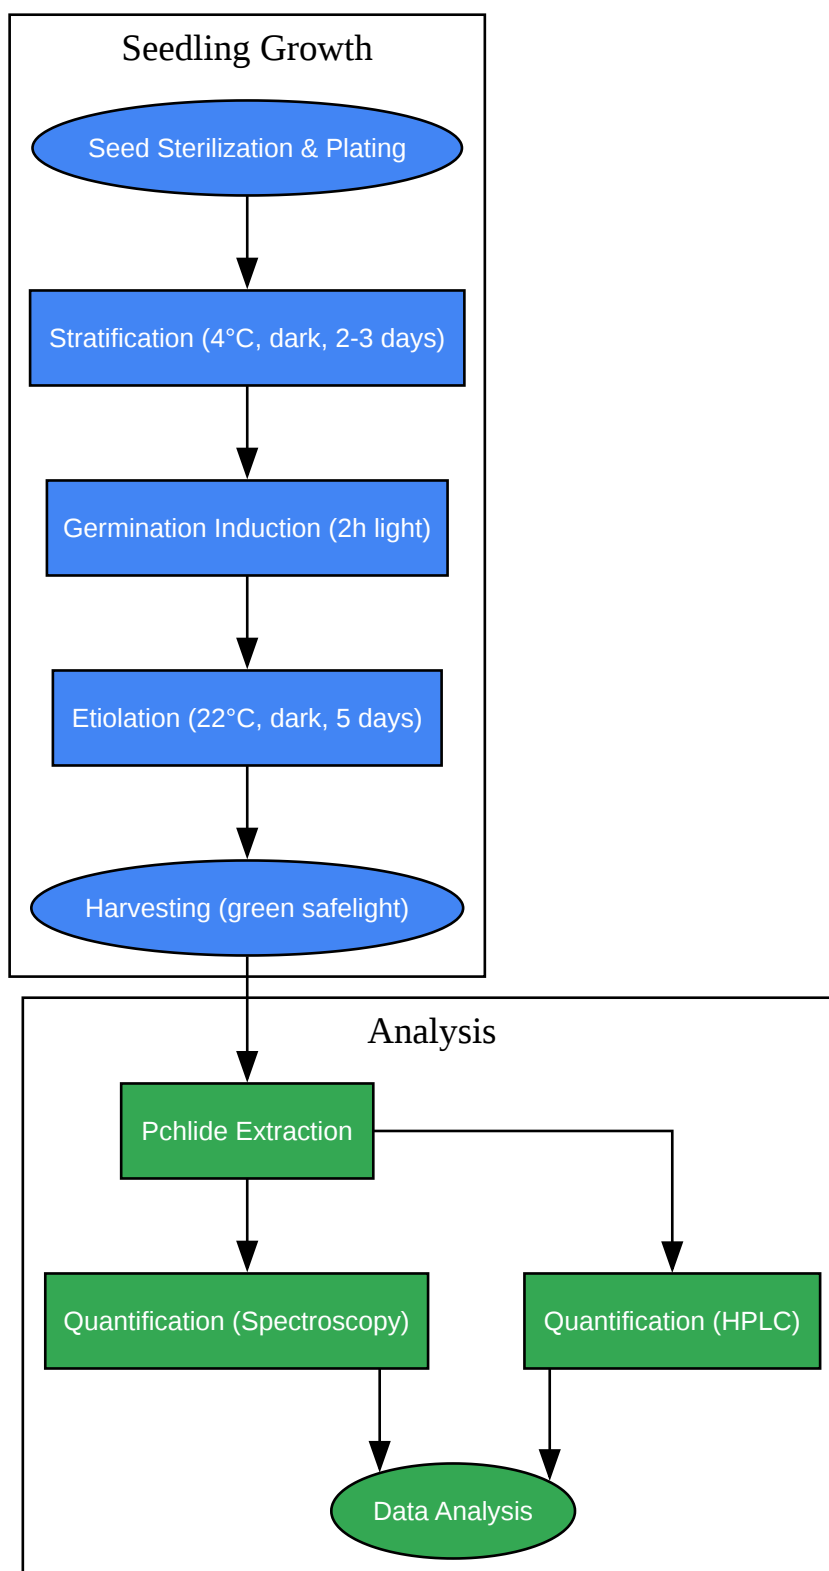 Seedling Growth
Seed Sterilization & Plating
Stratification (4°C, dark, 2-3 days)
Germination Induction (2h light)
Etiolation (22°C, dark, 5 days)
Harvesting (green safelight)
Analysis
Pchlide Extraction
Quantification (Spectroscopy)
Quantification (HPLC)
Data Analysis